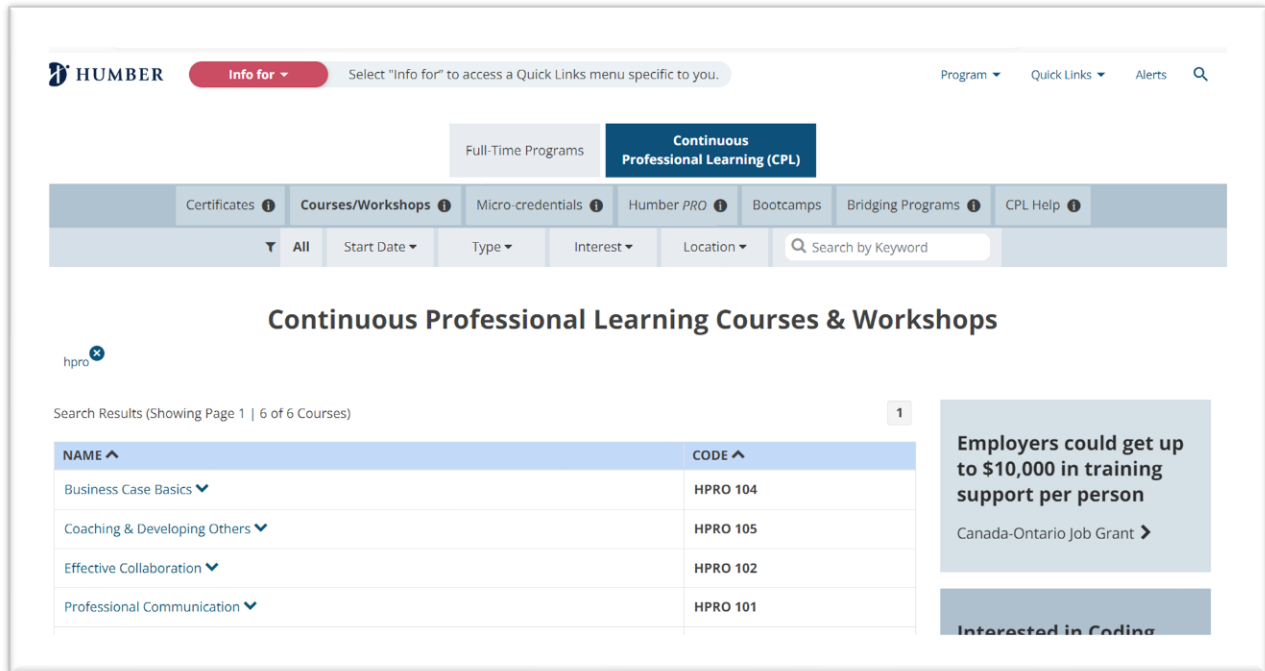 HUMBER
Info for
Select "Info for" to access a Quick Links menu specific to you.
Program
Quick Links
Alerts
Full-Time Programs
Continuous
Professional Learning (CPL)
Certificates
Courses/Workshops
Micro-credentials
Humber PRO
Bootcamps
Bridging Programs
CPL Help
All
Start Date
Type
Interest
Location
Search by Keyword
Continuous Professional Learning Courses & Workshops
hpro
Search Results (Showing Page 1 | 6 of 6 Courses)
1
NAME CODE
Business Case Basics HPRO 104
Coaching & Developing Others HPRO 105
Effective Collaboration HPRO 102
Professional Communication HPRO 101
Employers could get up
to $10,000 in training
support per person
Canada-Ontario Job Grant
Interested in Coding